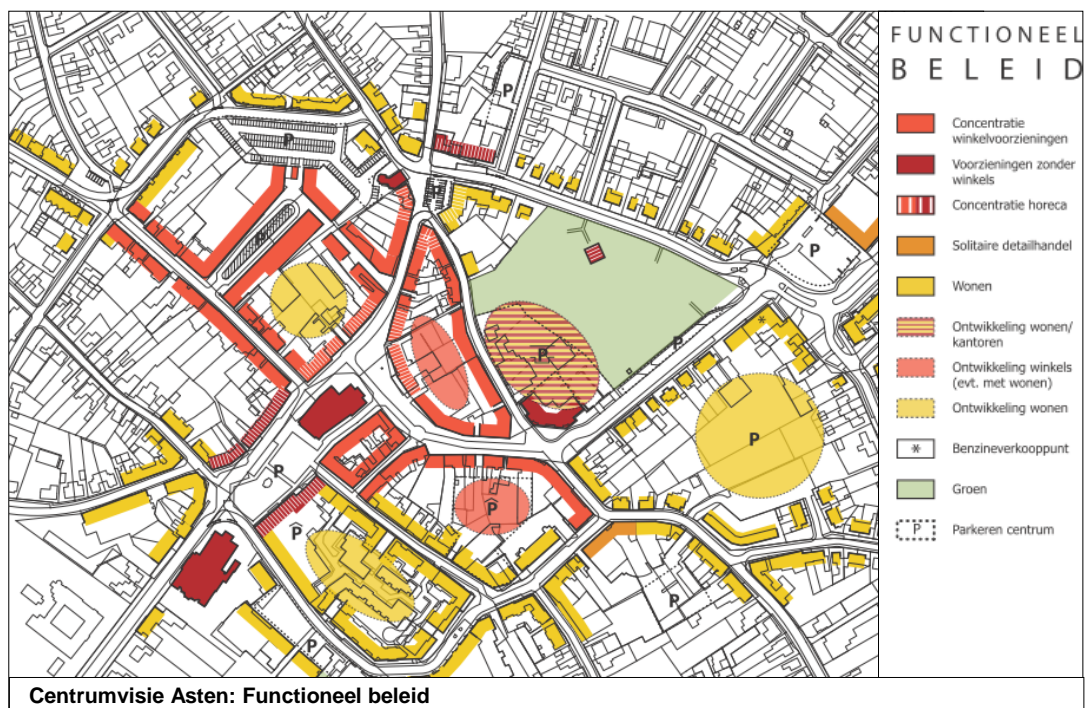 FUNCTIONEEL
BELEID
Concentratie
winkelvoorzieningen
Voorzieningen zonder
winkels
Concentratie horeca
Solitaire detailhandel
Wonen
Ontwikkeling wonen/
kantoren
Ontwikkeling winkels
(evt. met wonen)
Ontwikkeling wonen
* Benzineverkooppunt
Groen
P Parkeren centrum
P
P
P
P
P
P
P
P
P
P
P
P
P
*
Centrumvisie Asten: Functioneel beleid